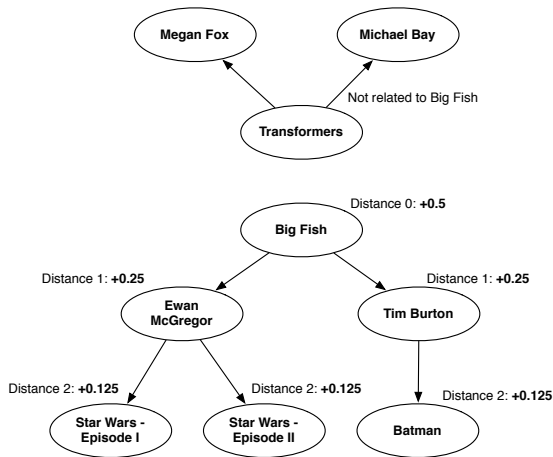 Megan Fox
Michael Bay
Not related to Big Fish
Transformers
Distance 0: +0.5
Big Fish
Distance 1: +0.25
Distance 1: +0.25
Ewan
McGregor
Tim Burton
Distance 2: +0.125
Distance 2: +0.125
Distance 2: +0.125
Star Wars -
Episode I
Star Wars -
Episode II
Batman